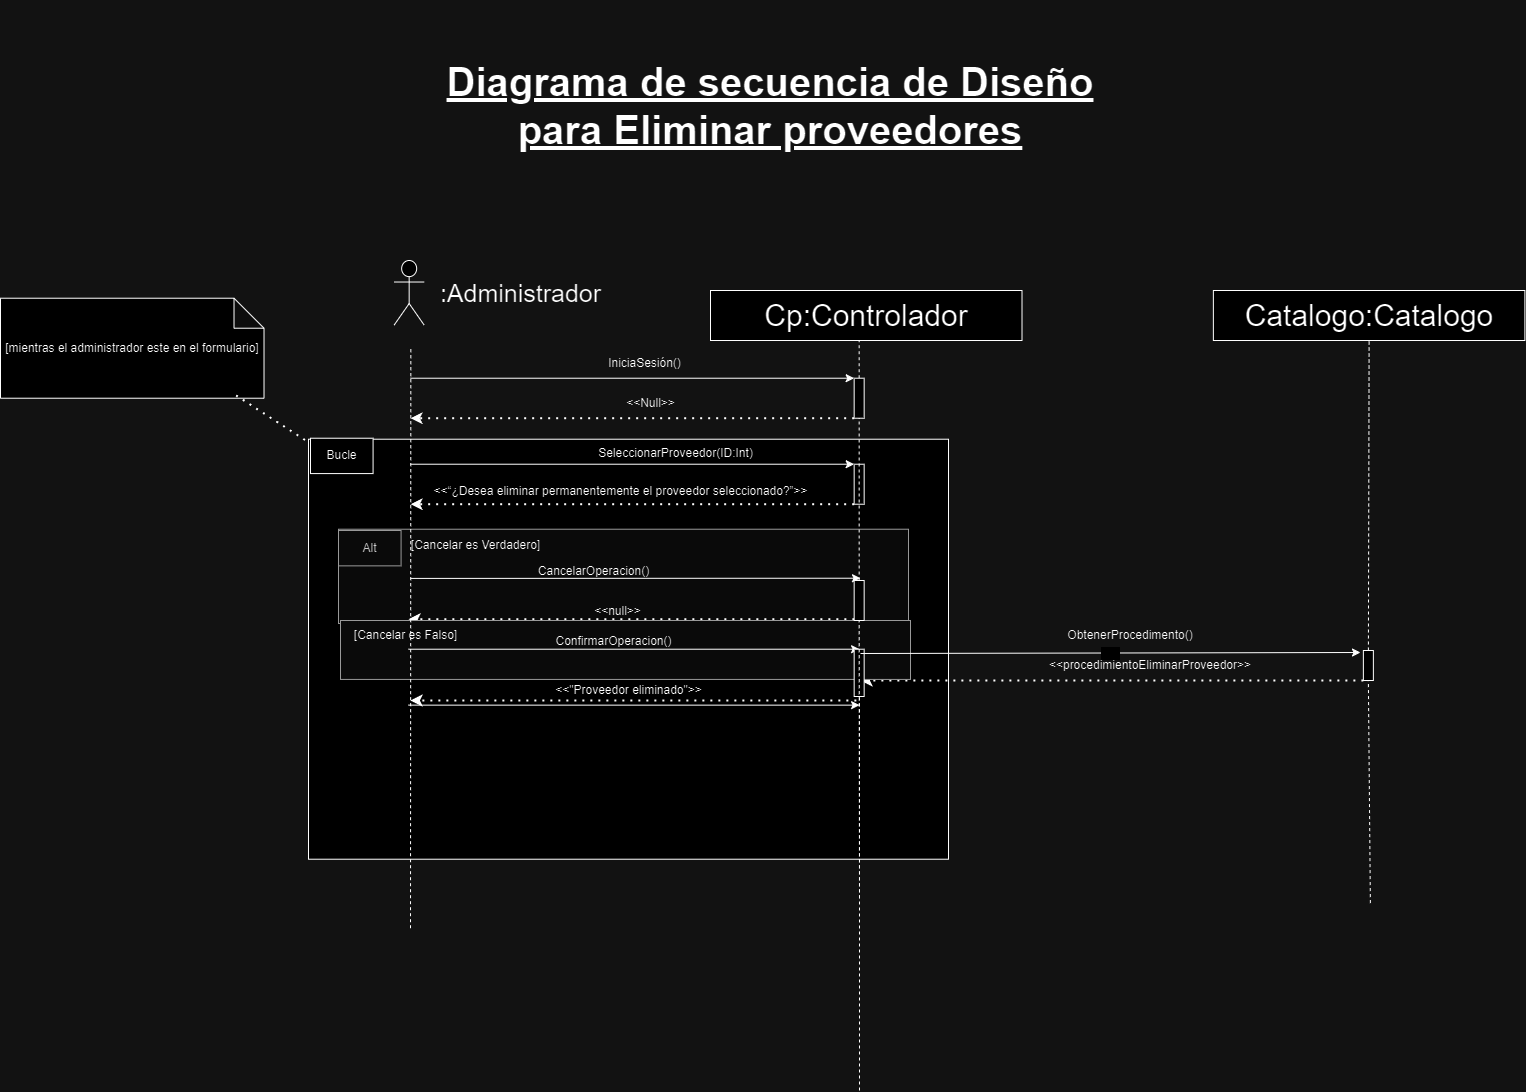 Diagrama de secuencia de Diseño
para Eliminar proveedores
:Administrador
Cp:Controlador
Catalogo:Catalogo
[mientras el administrador este en el formulario]
IniciaSesión()
<<Null>>
Bucle
SeleccionarProveedor(ID:Int)
<<“¿Desea eliminar permanentemente el proveedor seleccionado?”>>
Alt
[Cancelar es Verdadero]
CancelarOperacion()
<<null>>
[Cancelar es Falso]
ConfirmarOperacion()
ObtenerProcedimento()
<<procedimientoEliminarProveedor>>
<<"Proveedor eliminado">>